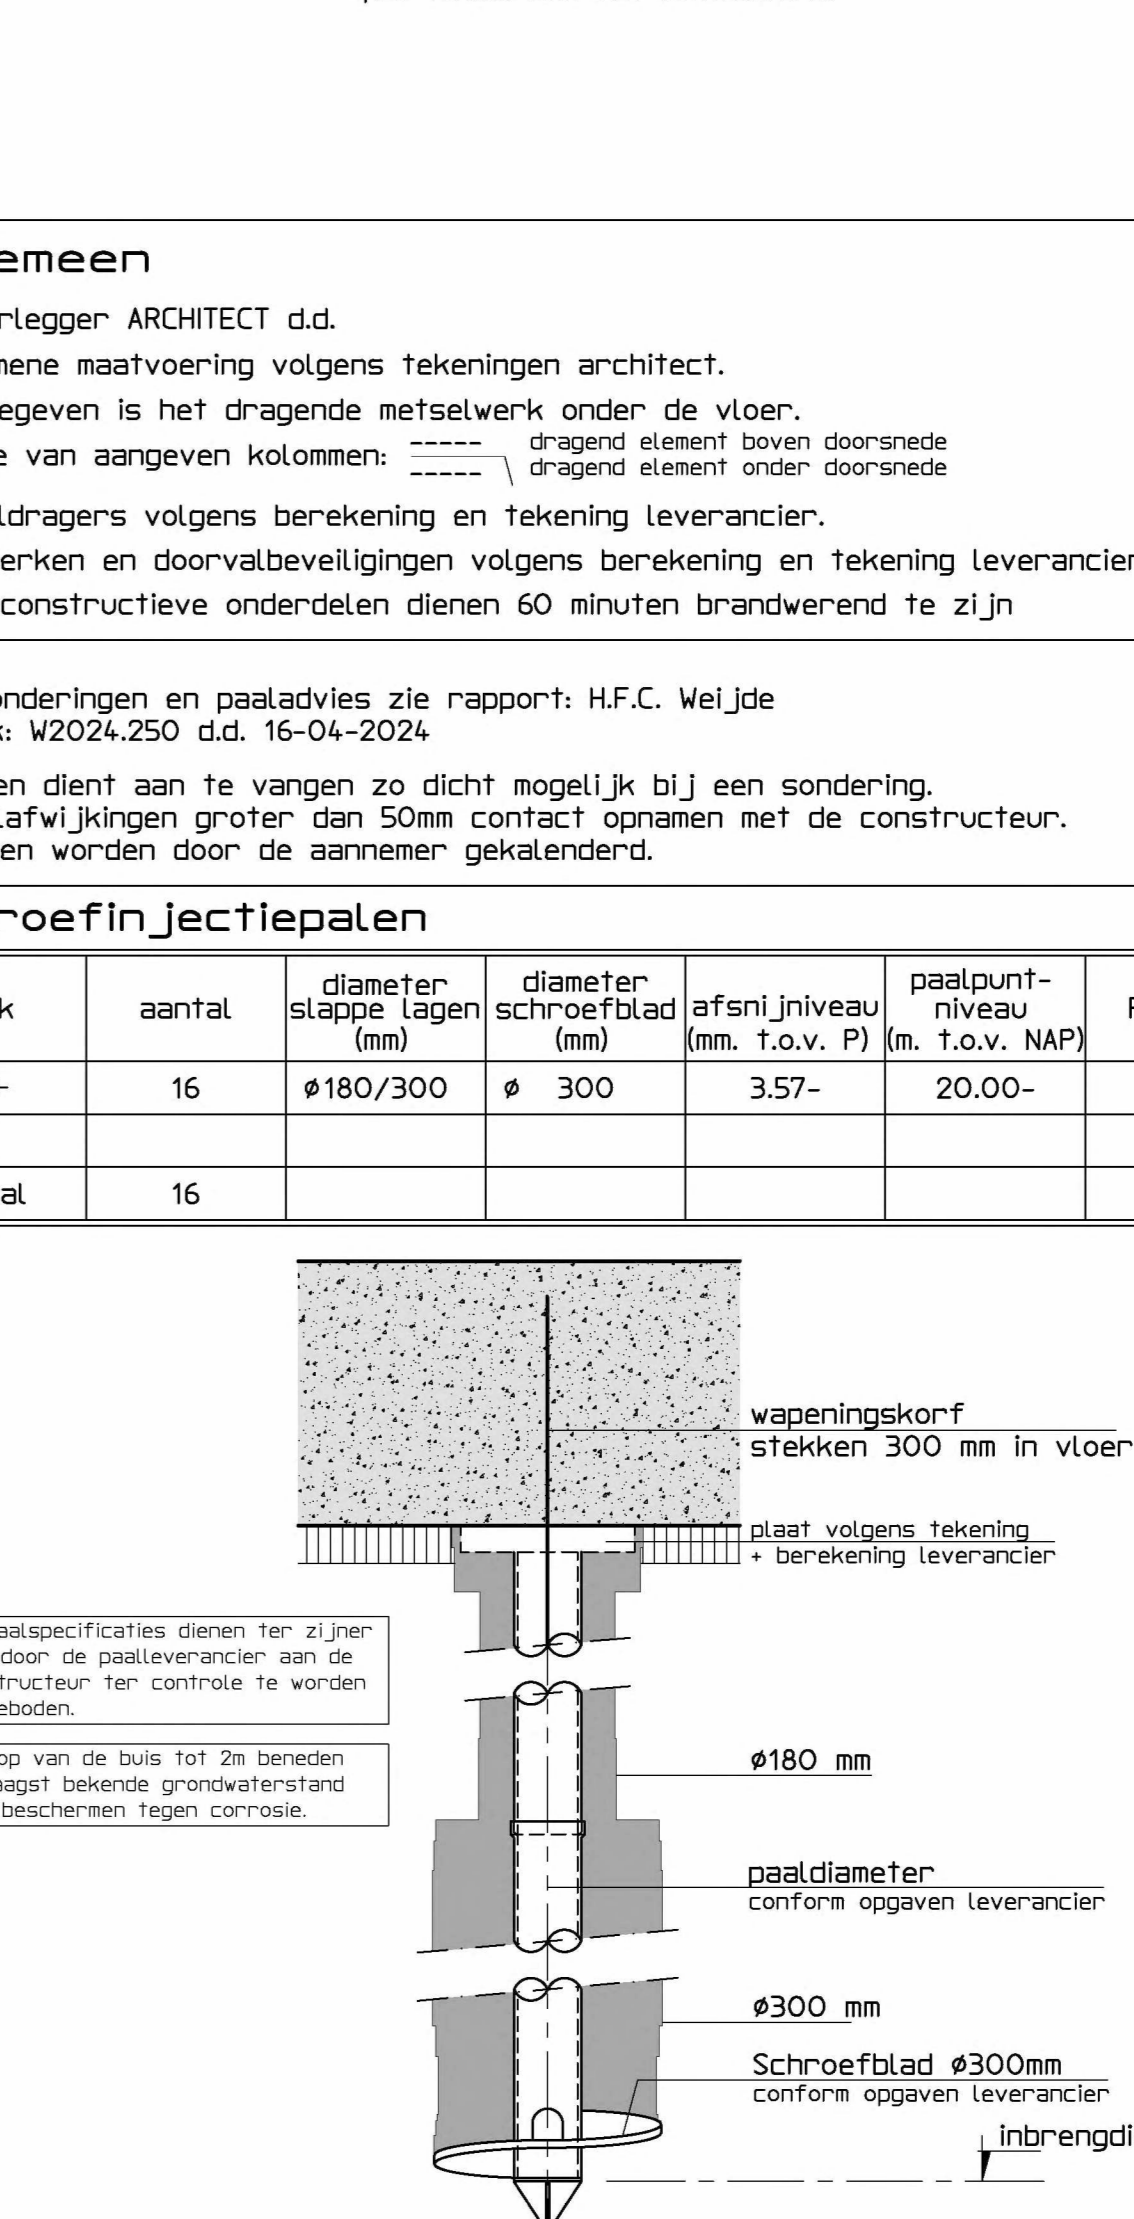 emeen
rlegger ARCHITECT d.d.
mene maatvoering volgens tekeningen architect.
egeven is het dragende metselwerk onder de vloer.
e van aangeven kolommen:
dragend element boven doorsnede
dragend element onder doorsnede
ldragers volgens berekening en tekening leverancier.
erken en doorvalbeveiligingen volgens berekening en tekening leverancier
constructieve onderdelen dienen 60 minuten brandwerend te zijn
onderingen en paaladvies zie rapport: H.F.C. Weijde
k: W2024.250 d.d. 16-04-2024
en dient aan te vangen zo dicht mogelijk bij een sondering.
lafwijkingen groter dan 50mm contact opnamen met de constructeur.
en worden door de aannemer gekalenderd.
roefinjectiepalen
k aantal diameter slappe lagen (mm) diameter schroefblad (mm) afsnijniveau (mm. t.o.v. P) paalpunt-niveau (m. t.o.v. NAP)
- 16 ø180/300 ø 300 3.57- 20.00-
al 16
wapeningskorf
stekken 300 mm in vloer
plaat volgens tekening
+ berekening leverancier
aalspecificaties dienen ter zijner
door de paalleverancier aan de
tructeur ter controle te worden
eboden.
op van de buis tot 2m beneden
aagst bekende grondwaterstand
beschermen tegen corrosie.
ø180 mm
paaldiameter
conform opgaven leverancier
ø300 mm
Schroefblad ø300mm
conform opgaven leverancier
inbrengdi